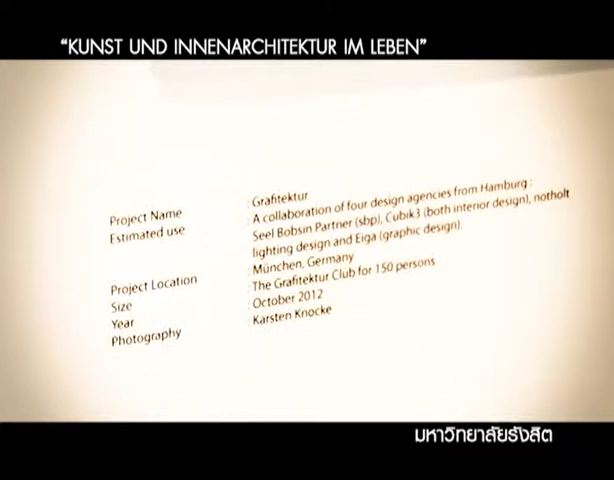 “KUNST UND INNENARCHITEKTUR IM LEBEN”
Project Name : Grafitektur
Estimated use : A collaboration of four design agencies from Hamburg :
Seel Bobsin Partner (sbp), Cubik3 (both interior design), notholt
lighting design and Eiga (graphic design).
Project Location : München, Germany
Size : The Grafitektur Club for 150 persons
Year : October 2012
Photography : Karsten Knocke
มหาวิทยาลัยรังสิต